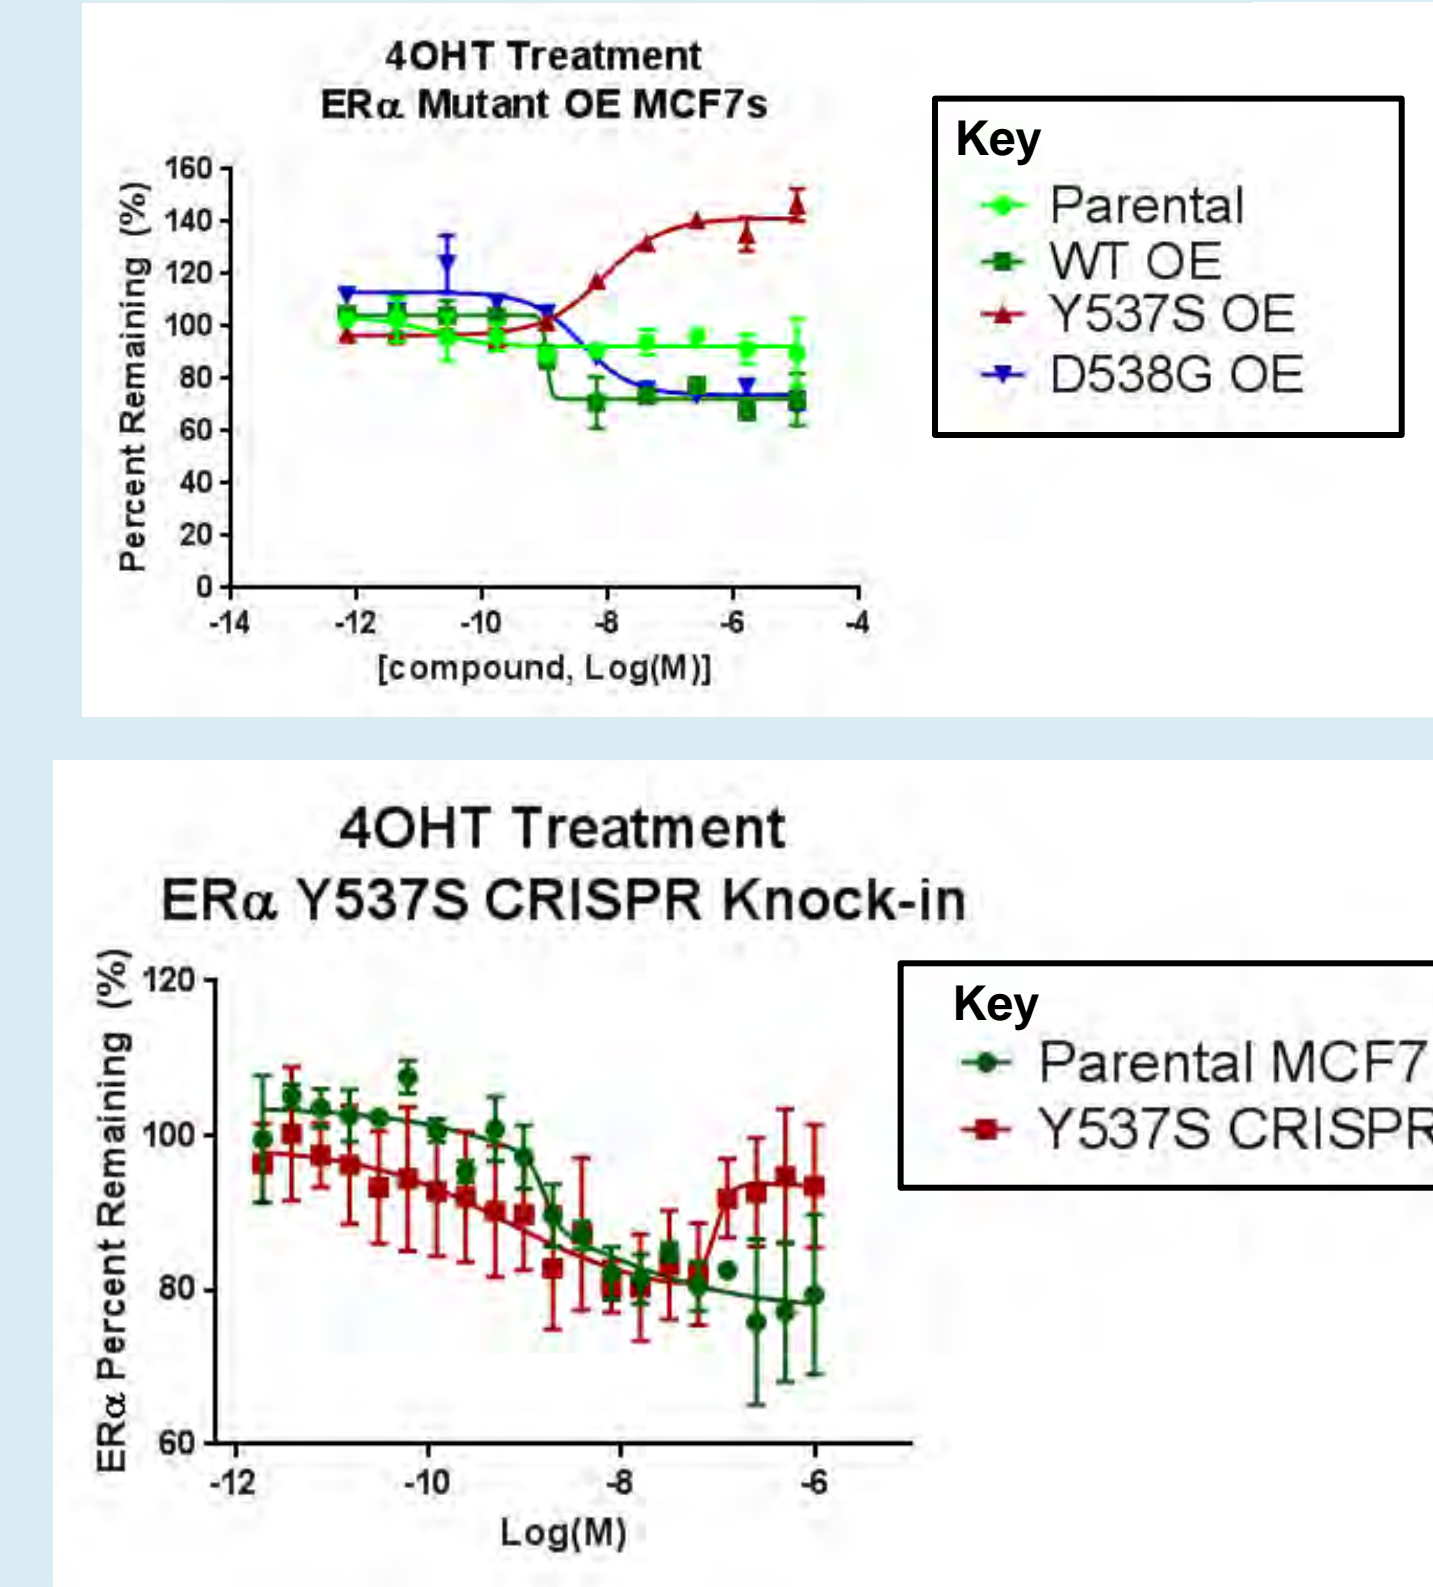 4OHT Treatment
ERα Mutant OE MCF7s
160
140
120
100
80
60
40
20
0
Percent Remaining (%)
-14 -12 -10 -8 -6 -4
[compound, Log(M)]
Key
Parental
WT OE
Y537S OE
D538G OE
4OHT Treatment
ERα Y537S CRISPR Knock-in
120
100
80
60
ERα Percent Remaining (%)
-12 -10 -8 -6
Log(M)
Key
Parental MCF7
Y537S CRISPR